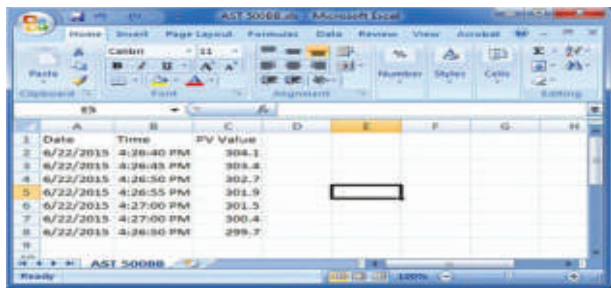 AST 500BB.xls - Microsoft Excel
Home Insert Page Layout Formulas Data Review View Acrobat
Calibri 11
Paste Number Styles Cells
Clipboard Font Alignment Editing
E5
A B C D E F G H
1 Date Time PV Value
2 6/22/2015 4:26:40 PM 304.1
3 6/22/2015 4:26:45 PM
4 6/22/2015 4:26:50 PM 302.7
5 6/22/2015 4:26:55 PM 301.9
6 6/22/2015 4:27:00 PM 301.5
7 6/22/2015 4:27:00 PM 300.4
8 6/22/2015 4:26:50 PM 299.7
9
AST 500BB
Ready 100%